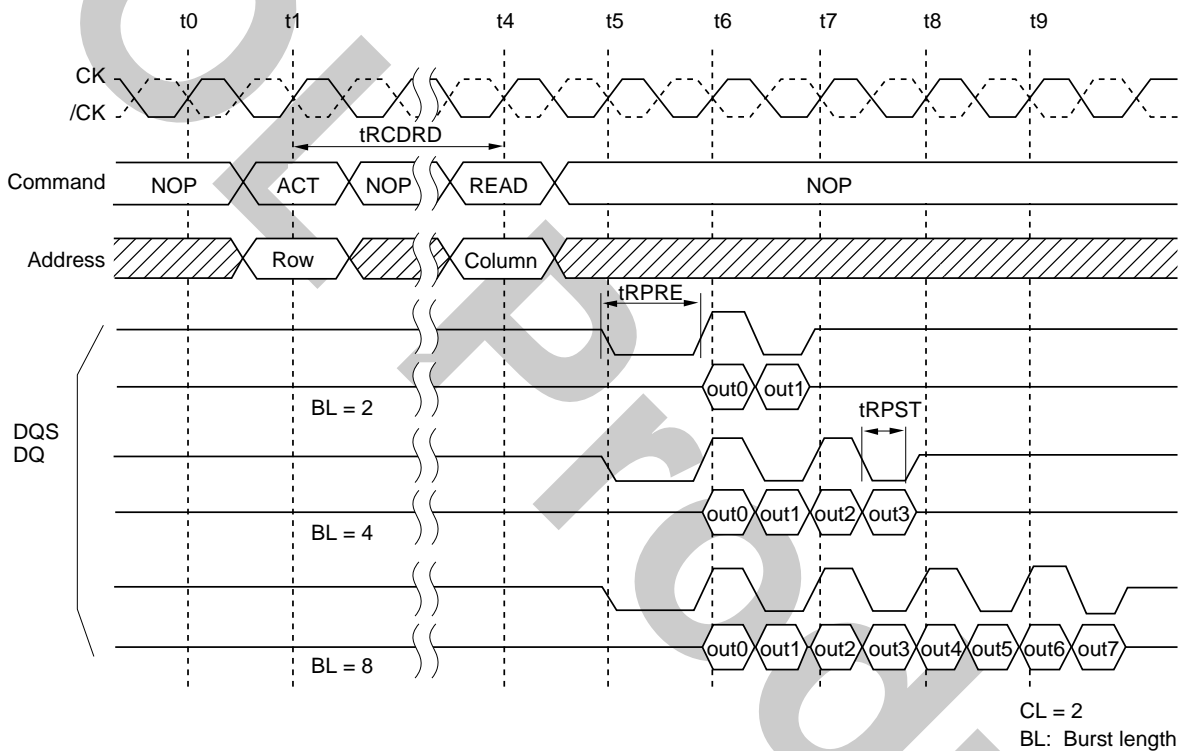 t0 t1 t4 t5 t6 t7 t8 t9
CK
/CK
tRCDRD
Command NOP ACT NOP READ NOP
Address Row Column
tRPRE
out0 out1
BL = 2
tRPST
DQS
DQ
out0 out1 out2 out3
BL = 4
out0 out1 out2 out3 out4 out5 out6 out7
BL = 8
CL = 2
BL: Burst length